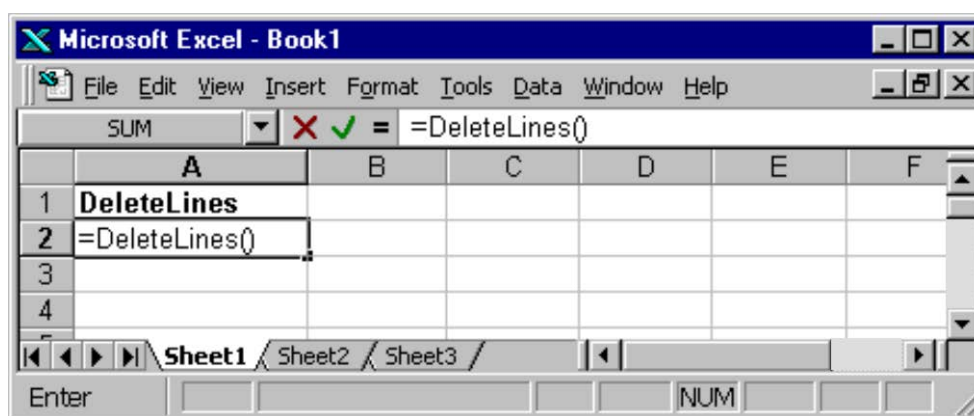 Microsoft Excel - Book1
File Edit View Insert Format Tools Data Window Help
SUM = =DeleteLines()
A B C D E F
1 DeleteLines
2 =DeleteLines()
3
4
Sheet1 Sheet2 Sheet3
Enter NUM